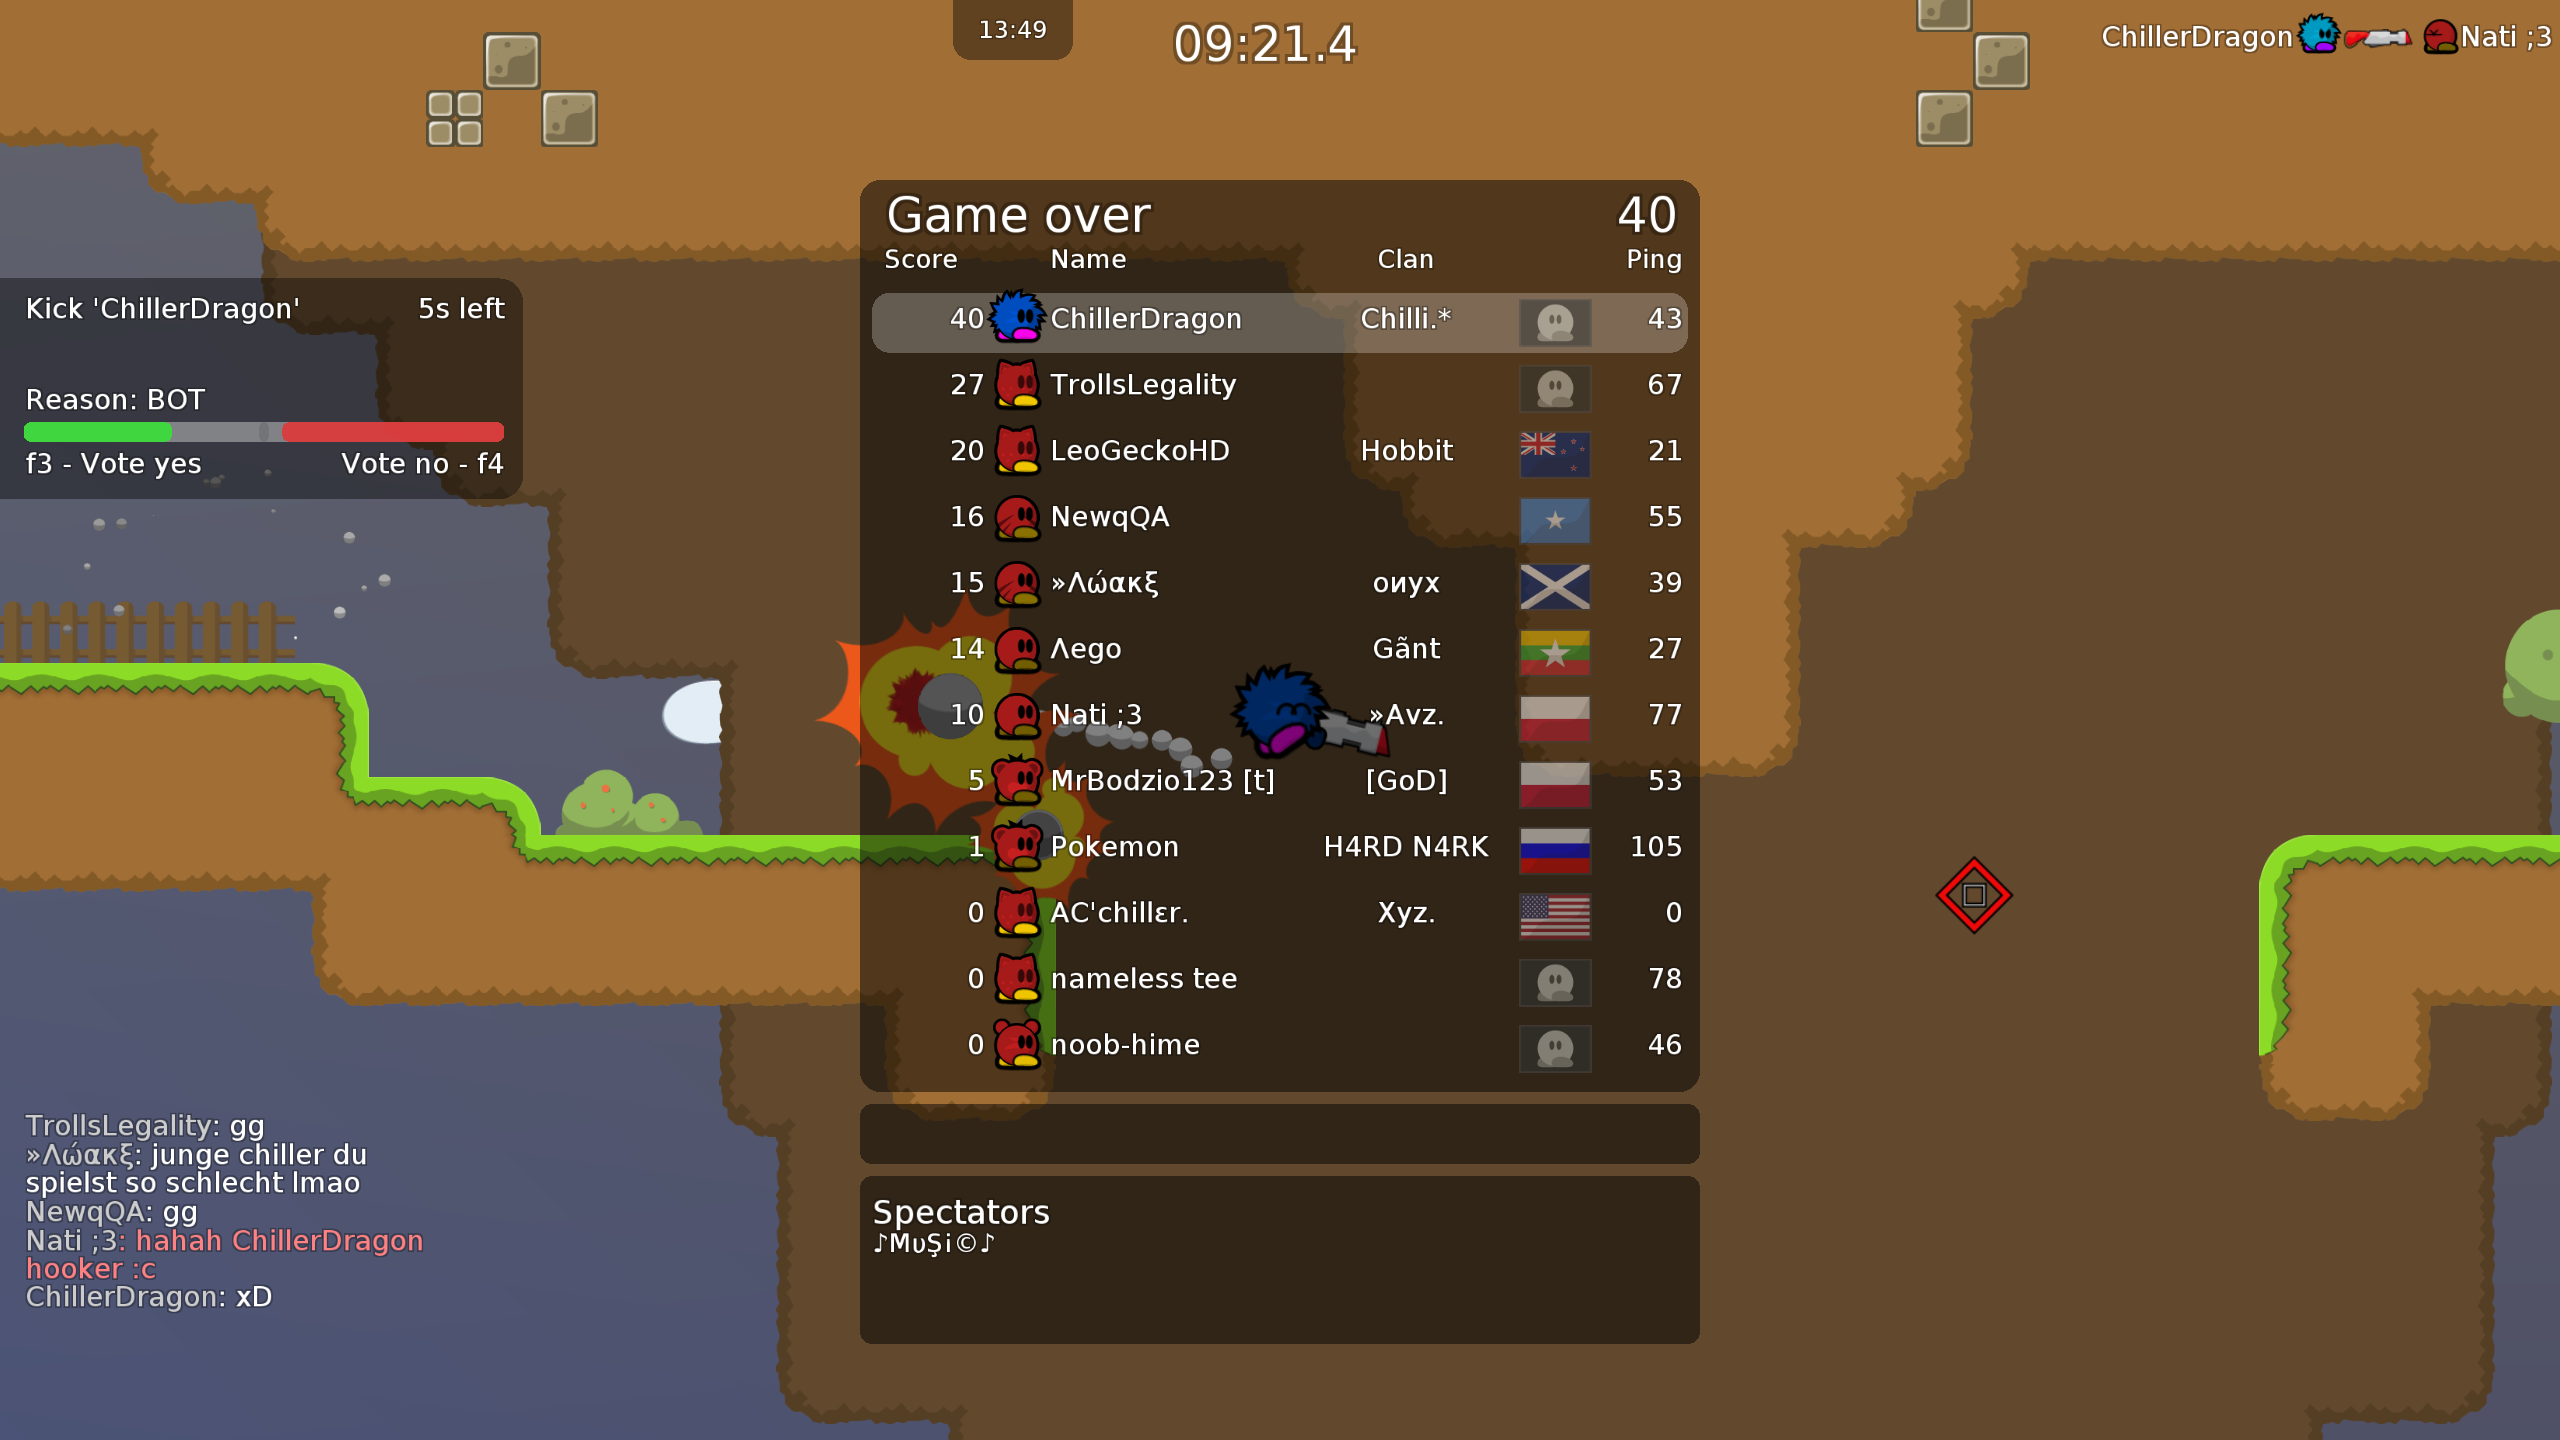 13:49
09:21.4
ChillerDragon Nati ;3
Game over 40
Score Name Clan Ping
40 ChillerDragon Chilli.* 43
27 TrollsLegality 67
20 LeoGeckoHD Hobbit 21
16 NewqQA 55
15 »Λώακξ оиух 39
14 Λego Gãnt 27
10 Nati ;3 »Avz. 77
5 MrBodzio123 [t] [GoD] 53
1 Pokemon H4RD N4RK 105
0 AC'chillεr. Xyz. 0
0 nameless tee 78
0 noob-hime 46
Kick 'ChillerDragon' 5s left
Reason: BOT
f3 - Vote yes Vote no - f4
Spectators
♪MυŞi©♪
TrollsLegality: gg
»Λώακξ: junge chiller du
spielst so schlecht lmao
NewqQA: gg
Nati ;3: hahah ChillerDragon
hooker :c
ChillerDragon: xD